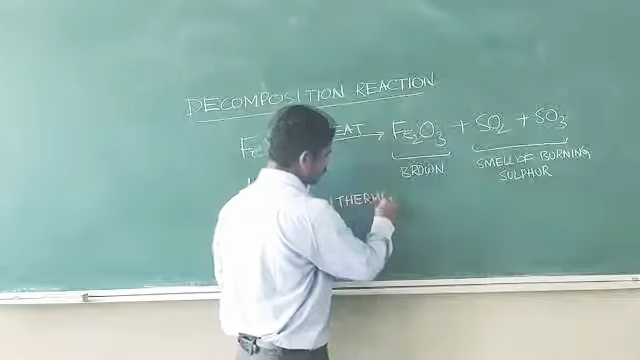 DECOMPOSITION REACTION
Fe EAT → Fe₂O₃ + SO₂ + SO₃
BROWN SMELL OF BURNING
SULPHUR
THERM